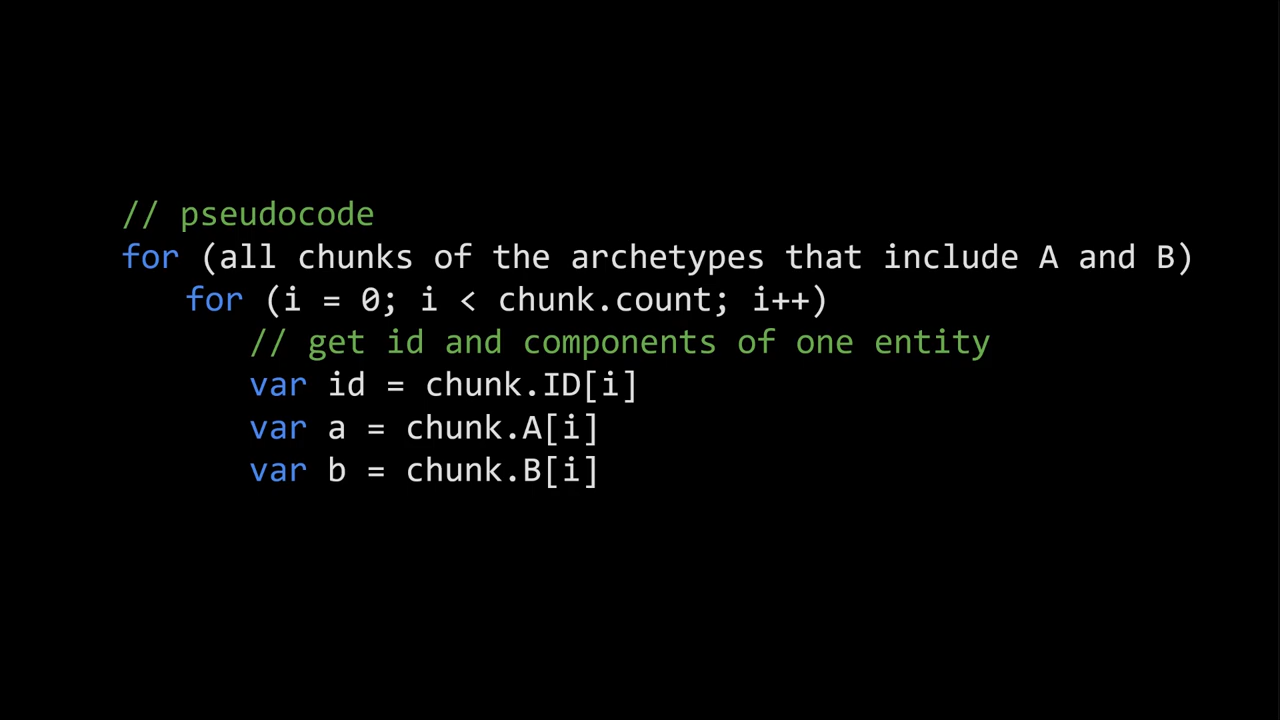 // pseudocode
for (all chunks of the archetypes that include A and B)
for (i = 0; i < chunk.count; i++)
// get id and components of one entity
var id = chunk.ID[i]
var a = chunk.A[i]
var b = chunk.B[i]